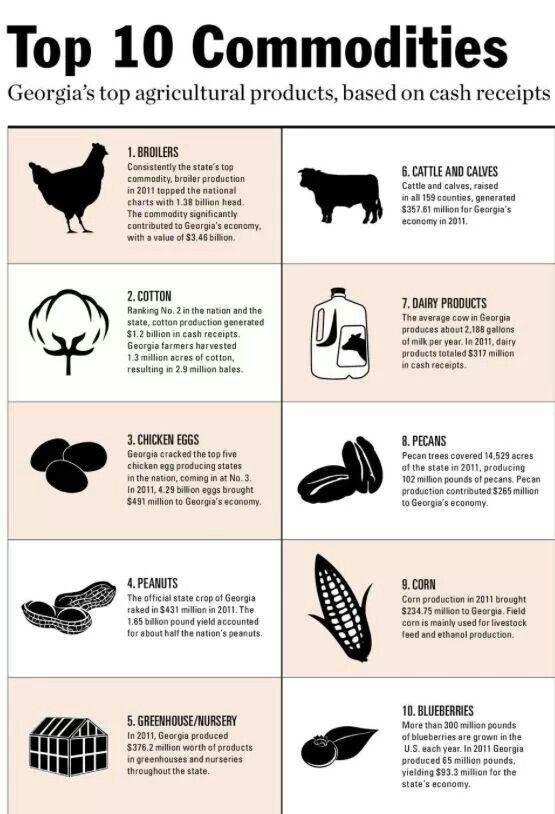 Top 10 Commodities
Georgia's top agricultural products, based on cash receipts
1. BROILERS
Consistently the state's top
commodity, broiler production
in 2011 topped the national
charts with 1.38 billion head.
The commodity significantly
contributed to Georgia's economy,
with a value of $3.46 billion.
2. COTTON
Ranking No. 2 in the nation and the
state, cotton production generated
$1.2 billion in cash receipts.
Georgia farmers harvested
1.3 million acres of cotton,
resulting in 2.9 million bales.
3. CHICKEN EGGS
Georgia cracked the top five
chicken egg producing states
in the nation, coming in at No. 3.
In 2011, 4.29 billion eggs brought
$491 million to Georgia's economy.
4. PEANUTS
The official state crop of Georgia
raked in $431 million in 2011. The
1.65 billion pound yield accounted
for about half the nation's peanuts.
5. GREENHOUSE/NURSERY
In 2011, Georgia produced
$376.2 million worth of products
in greenhouses and nurseries
throughout the state.
6. CATTLE AND CALVES
Cattle and calves, raised
in all 159 counties, generated
$357.61 million for Georgia's
economy in 2011.
7. DAIRY PRODUCTS
The average cow in Georgia
produces about 2,188 gallons
of milk per year. In 2011, dairy
products totaled $317 million
in cash receipts.
8. PECANS
Pecan trees covered 14,529 acres
of the state in 2011, producing
102 million pounds of pecans. Pecan
production contributed $265 million
to Georgia's economy.
9. CORN
Corn production in 2011 brought
$234.75 million to Georgia. Field
corn is mainly used for livestock
feed and ethanol production.
10. BLUEBERRIES
More than 300 million pounds
of blueberries are grown in the
U.S. each year. In 2011 Georgia
produced 65 million pounds,
yielding $93.3 million for the
state's economy.